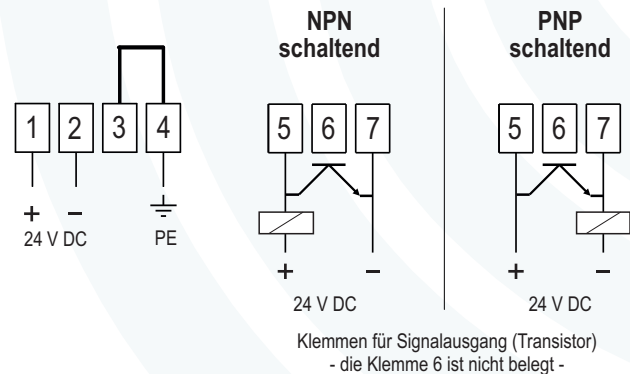 NPN
schaltend
PNP
schaltend
1 2 3 4
5 6 7
5 6 7
+ −
24 V DC
PE
+ −
24 V DC
+ −
24 V DC
Klemmen für Signalausgang (Transistor)
- die Klemme 6 ist nicht belegt -